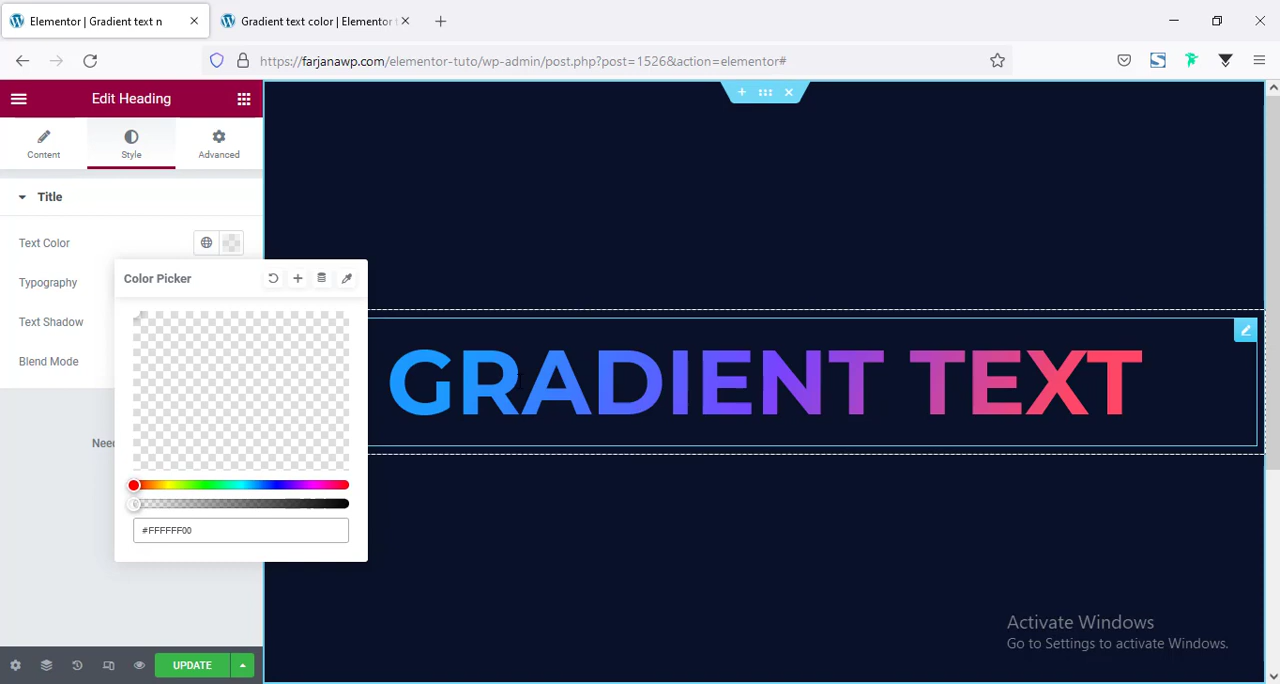 Elementor | Gradient text n
Gradient text color | Elementor t
https://farjanawp.com/elementor-tuto/wp-admin/post.php?post=1526&action=elementor#
Edit Heading
Content
Style
Advanced
Title
Text Color
Color Picker
Typography
Text Shadow
Blend Mode
GRADIENT TEXT
Nee
#FFFFFF00
Activate Windows
Go to Settings to activate Windows.
UPDATE